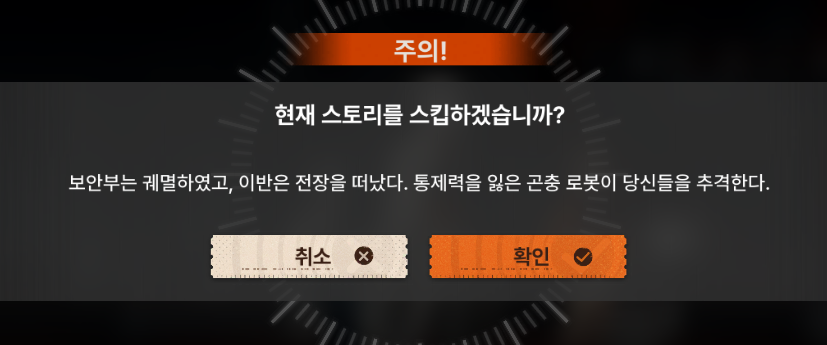 주의!
현재 스토리를 스킵하겠습니까?
보안부는 궤멸하였고, 이반은 전장을 떠났다. 통제력을 잃은 곤충 로봇이 당신들을 추격한다.
취소
확인